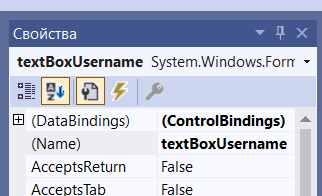 Свойства
textBoxUsername System.Windows.Form
(DataBindings) (ControlBindings)
(Name) textBoxUsername
AcceptsReturn False
AcceptsTab False